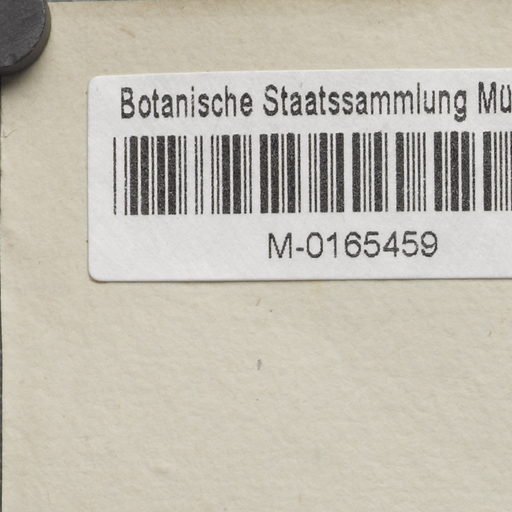 Botanische Staatssammlung Mü
M-0165459